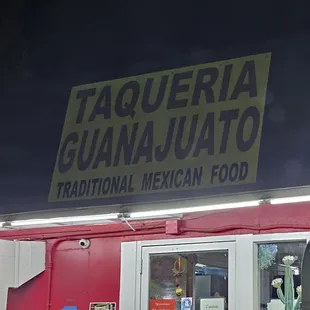 TAQUERIA
GUANAJUATO
TRADITIONAL MEXICAN FOOD